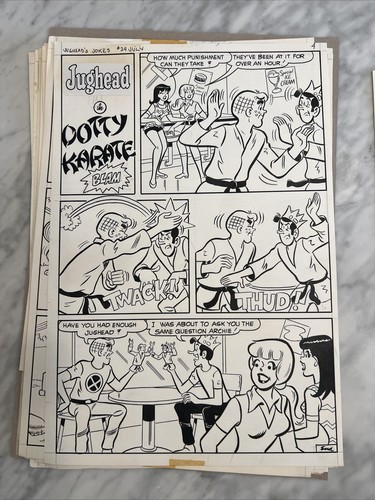 JUGHEAD'S JOKES #24 JULY
Jughead
in
DOTTY
KARATE
BLAM
HOW MUCH PUNISHMENT
CAN THEY TAKE?
THEY'VE BEEN AT IT FOR
OVER AN HOUR!
Special
ICE
CREAM
WACK!
THUD!
HAVE YOU HAD ENOUGH
JUGHEAD?
I WAS ABOUT TO ASK YOU THE
SAME QUESTION ARCHIE!